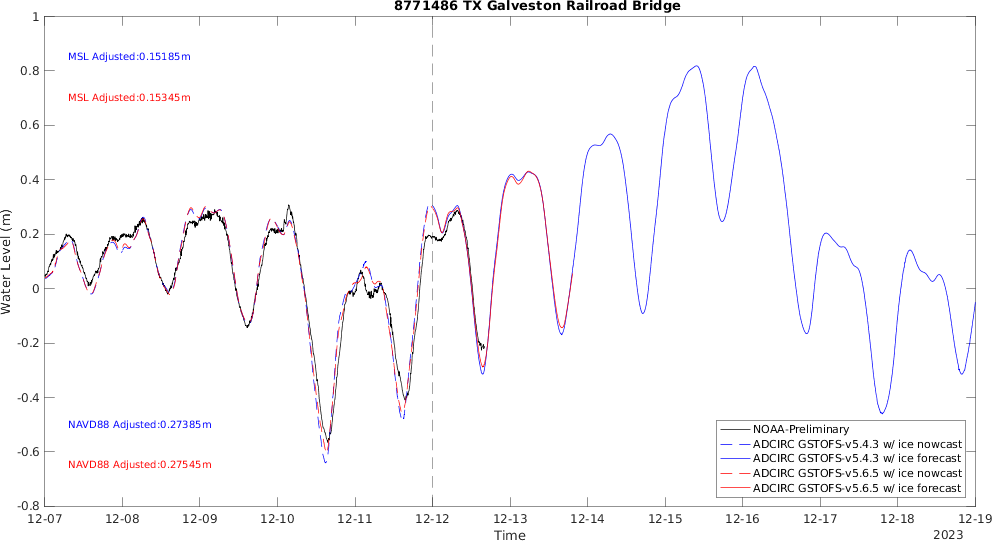 8771486 TX Galveston Railroad Bridge
MSL Adjusted:0.15185m
MSL Adjusted:0.15345m
NAVD88 Adjusted:0.27385m
NAVD88 Adjusted:0.27545m
Water Level (m)
1
0.8
0.6
0.4
0.2
0
-0.2
-0.4
-0.6
-0.8
NOAA-Preliminary
ADCIRC GSTOFS-v5.4.3 w/ ice nowcast
ADCIRC GSTOFS-v5.4.3 w/ ice forecast
ADCIRC GSTOFS-v5.6.5 w/ ice nowcast
ADCIRC GSTOFS-v5.6.5 w/ ice forecast
12-07 12-08 12-09 12-10 12-11 12-12 12-13 12-14 12-15 12-16 12-17 12-18 12-19
Time
2023